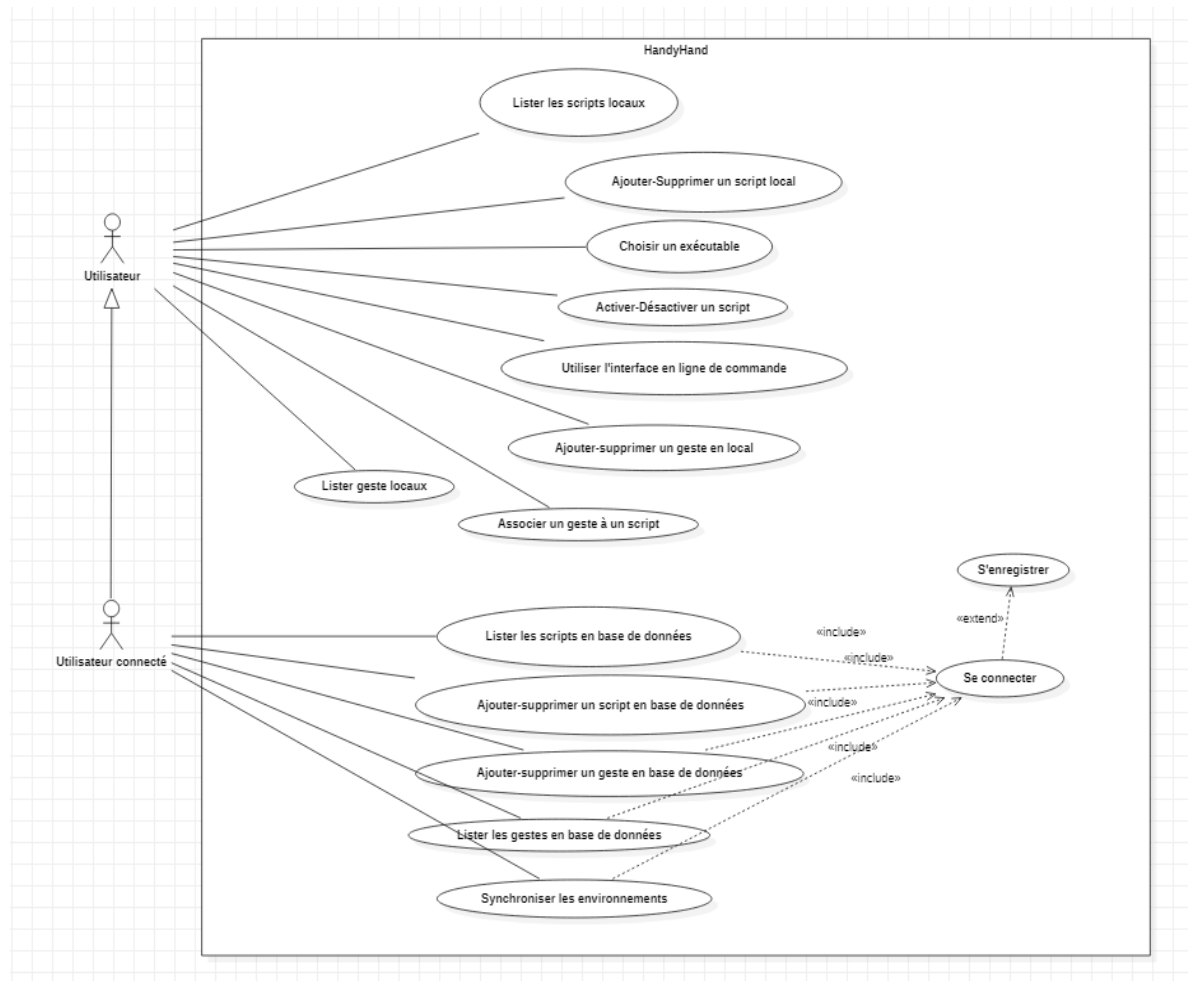 HandyHand
Lister les scripts locaux
Ajouter-Supprimer un script local
Choisir un exécutable
Utilisateur
Activer-Désactiver un script
Utiliser l'interface en ligne de commande
Ajouter-supprimer un geste en local
Lister geste locaux
Associer un geste à un script
S'enregistrer
«extend»
Utilisateur connecté
Lister les scripts en base de données
«include»
«include»
Se connecter
Ajouter-supprimer un script en base de données
«include»
Ajouter-supprimer un geste en base de données
«include»
«include»
Lister les gestes en base de données
Synchroniser les environnements